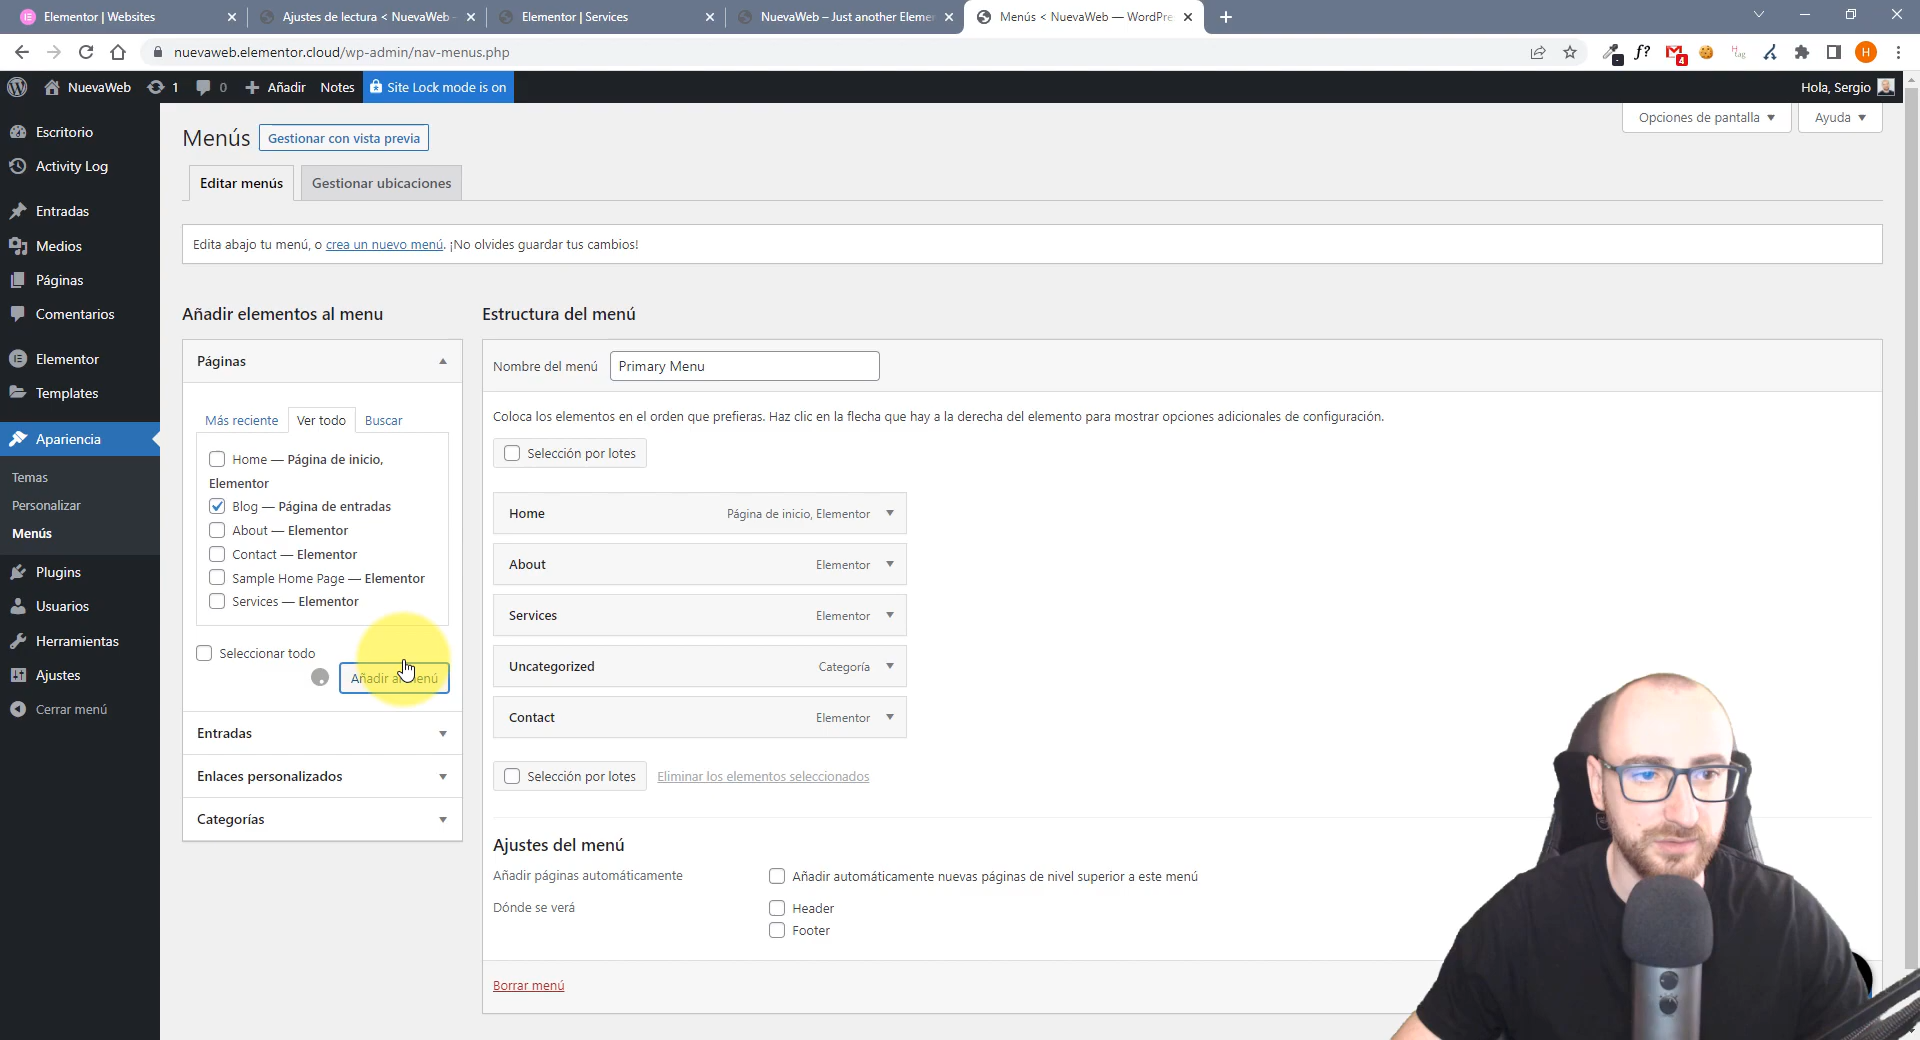 Elementor | Websites
Ajustes de lectura < NuevaWeb -
Elementor | Services
NuevaWeb – Just another Elemen
Menús < NuevaWeb — WordPre
nuevaweb.elementor.cloud/wp-admin/nav-menus.php
f?
4
H
NuevaWeb
1
0
Añadir
Notes
Site Lock mode is on
Hola, Sergio
Escritorio
Activity Log
Entradas
Medios
Páginas
Comentarios
Elementor
Templates
Apariencia
Temas
Personalizar
Menús
Plugins
Usuarios
Herramientas
Ajustes
Cerrar menú
Opciones de pantalla
Ayuda
Menús
Gestionar con vista previa
Editar menús
Gestionar ubicaciones
Edita abajo tu menú, o crea un nuevo menú. ¡No olvides guardar tus cambios!
Añadir elementos al menu
Páginas
Más reciente
Ver todo
Buscar
Home — Página de inicio,
Elementor
Blog — Página de entradas
About — Elementor
Contact — Elementor
Sample Home Page — Elementor
Services — Elementor
Seleccionar todo
Añadir al menú
Entradas
Enlaces personalizados
Categorías
Estructura del menú
Nombre del menú
Primary Menu
Coloca los elementos en el orden que prefieras. Haz clic en la flecha que hay a la derecha del elemento para mostrar opciones adicionales de configuración.
Selección por lotes
Home
Página de inicio, Elementor
About
Elementor
Services
Elementor
Uncategorized
Categoría
Contact
Elementor
Selección por lotes
Eliminar los elementos seleccionados
Ajustes del menú
Añadir páginas automáticamente
Añadir automáticamente nuevas páginas de nivel superior a este menú
Dónde se verá
Header
Footer
Borrar menú